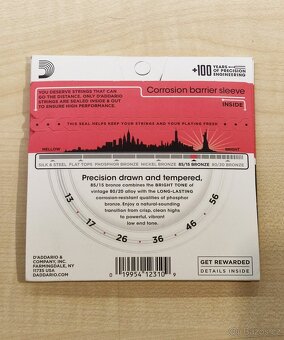 YOU DESERVE STRINGS THAT CAN
GO THE DISTANCE. ONLY D'ADDARIO
STRINGS ARE SEALED INSIDE & OUT
TO ENSURE HIGH PERFORMANCE.
+100 YEARS OF PRECISION ENGINEERING
Corrosion barrier sleeve
INSIDE
THIS SEAL HELPS KEEP YOUR STRINGS AND YOUR PLAYING FRESH
MELLOW
BRIGHT
SILK & STEEL FLAT TOPS PHOSPHOR BRONZE NICKEL BRONZE 85/15 BRONZE 80/20 BRONZE
Precision drawn and tempered,
85/15 bronze combines the BRIGHT TONE of
vintage 80/20 alloy with the LONG-LASTING
corrosion-resistant qualities of phosphor
bronze. Enjoy a natural-sounding
transition from crisp, clean highs
to powerful, vibrant
low end tone.
13
17
26
36
46
56
D'ADDARIO &
COMPANY, INC.
FARMINGDALE, NY
11735 USA
DADDARIO.COM
0 19954 12310 9
GET REWARDED
DETAILS INSIDE